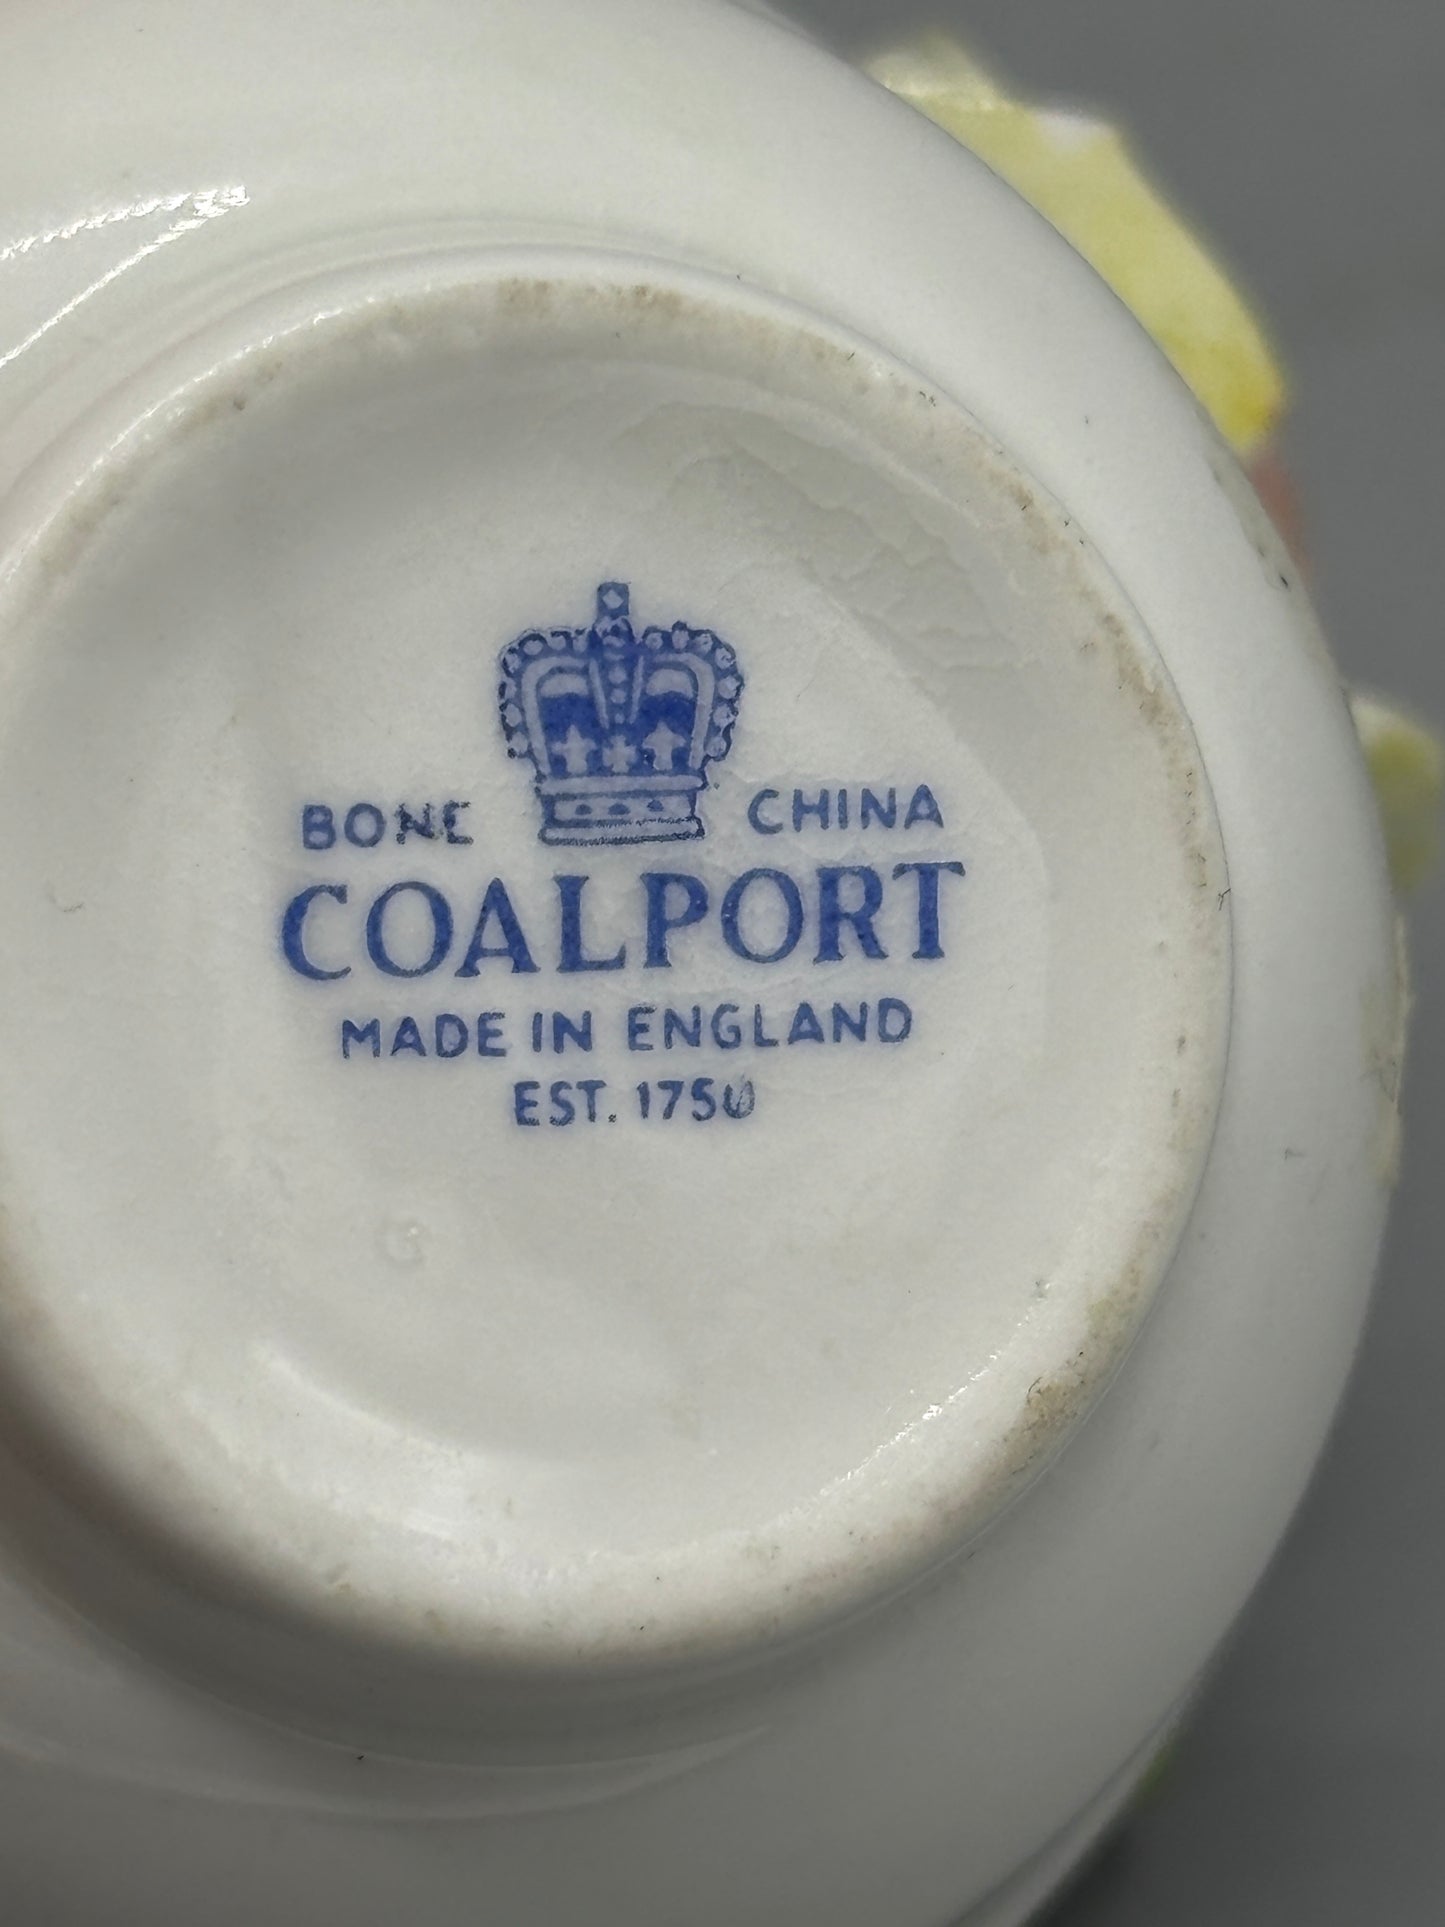 BONE CHINA
COALPORT
MADE IN ENGLAND
EST. 1750